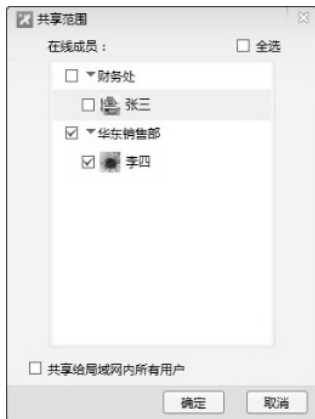 共享范围
在线成员： 全选
财务处
张三
华东销售部
李四
共享给局域网内所有用户
确定 取消